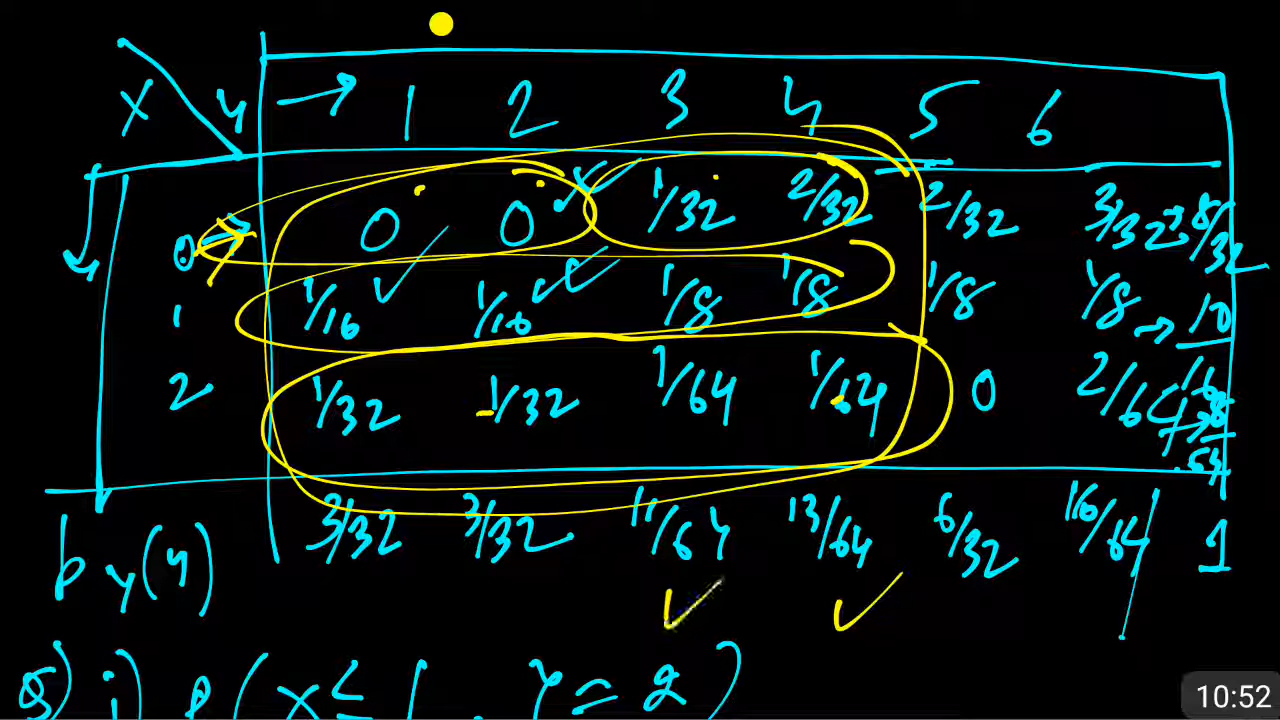 X y → 1 2 3 4 5 6
0 → 0 0 1/32 2/32 2/32 3/32 → 8/32
1 1/16 1/16 1/8 1/8 1/8 1/8 → 10/16
2 1/32 1/32 1/64 1/64 0 2/64 → 8/64
p Y(y) 3/32 3/32 11/64 13/64 6/32 16/64 1
i) P(X ≤ 1, Y = 2)
10:52